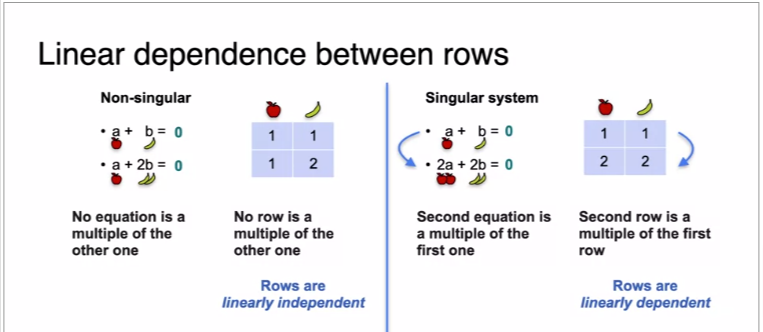 Linear dependence between rows
Non-singular
• a + b = 0
• a + 2b = 0
1 1
1 2
No equation is a
multiple of the
other one
No row is a
multiple of the
other one
Rows are
linearly independent
Singular system
• a + b = 0
• 2a + 2b = 0
1 1
2 2
Second equation is
a multiple of the
first one
Second row is a
multiple of the first
row
Rows are
linearly dependent